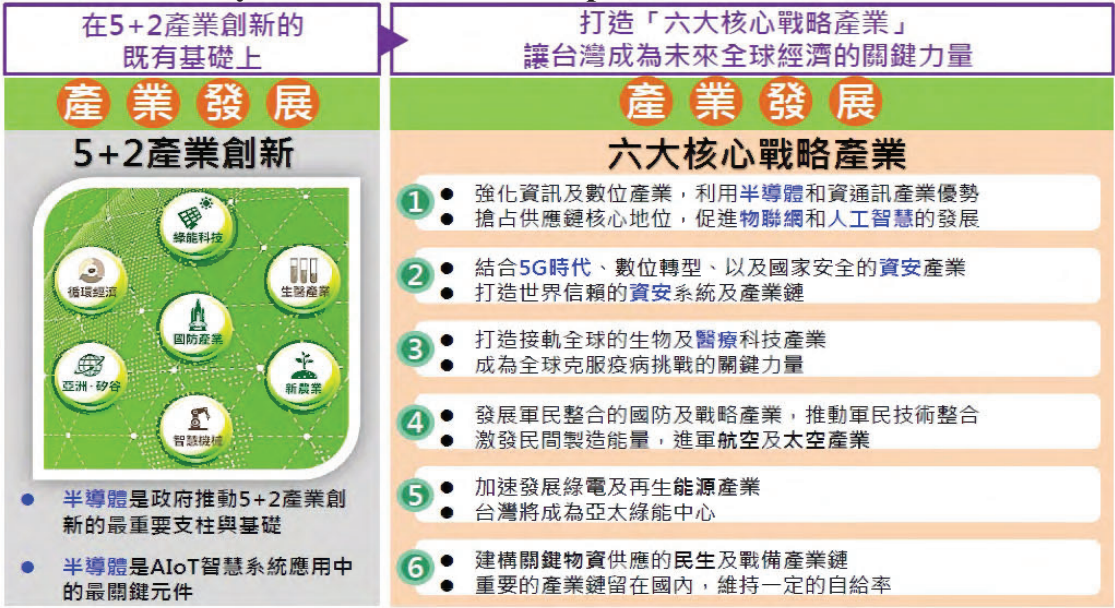 在5+2產業創新的
既有基礎上
打造「六大核心戰略產業」
讓台灣成為未來全球經濟的關鍵力量
產業發展
5+2產業創新
綠能科技
循環經濟
生醫產業
國防產業
亞洲·矽谷
新農業
智慧機械
● 半導體是政府推動5+2產業創
新的最重要支柱與基礎
● 半導體是AIoT智慧系統應用中
的最關鍵元件
產業發展
六大核心戰略產業
1
● 強化資訊及數位產業，利用半導體和資通訊產業優勢
● 搶占供應鏈核心地位，促進物聯網和人工智慧的發展
2
● 結合5G時代、數位轉型、以及國家安全的資安產業
● 打造世界信賴的資安系統及產業鏈
3
● 打造接軌全球的生物及醫療科技產業
● 成為全球克服疫病挑戰的關鍵力量
4
● 發展軍民整合的國防及戰略產業，推動軍民技術整合
● 激發民間製造能量，進軍航空及太空產業
5
● 加速發展綠電及再生能源產業
● 台灣將成為亞太綠能中心
6
● 建構關鍵物資供應的民生及戰備產業鏈
● 重要的產業鏈留在國內，維持一定的自給率